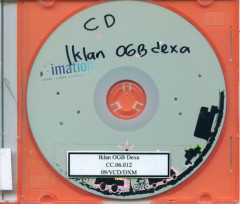 CD
Iklan OGB dexa
imation
Iklan OGB Dexa
CC.06.012
09/VCD/DXM